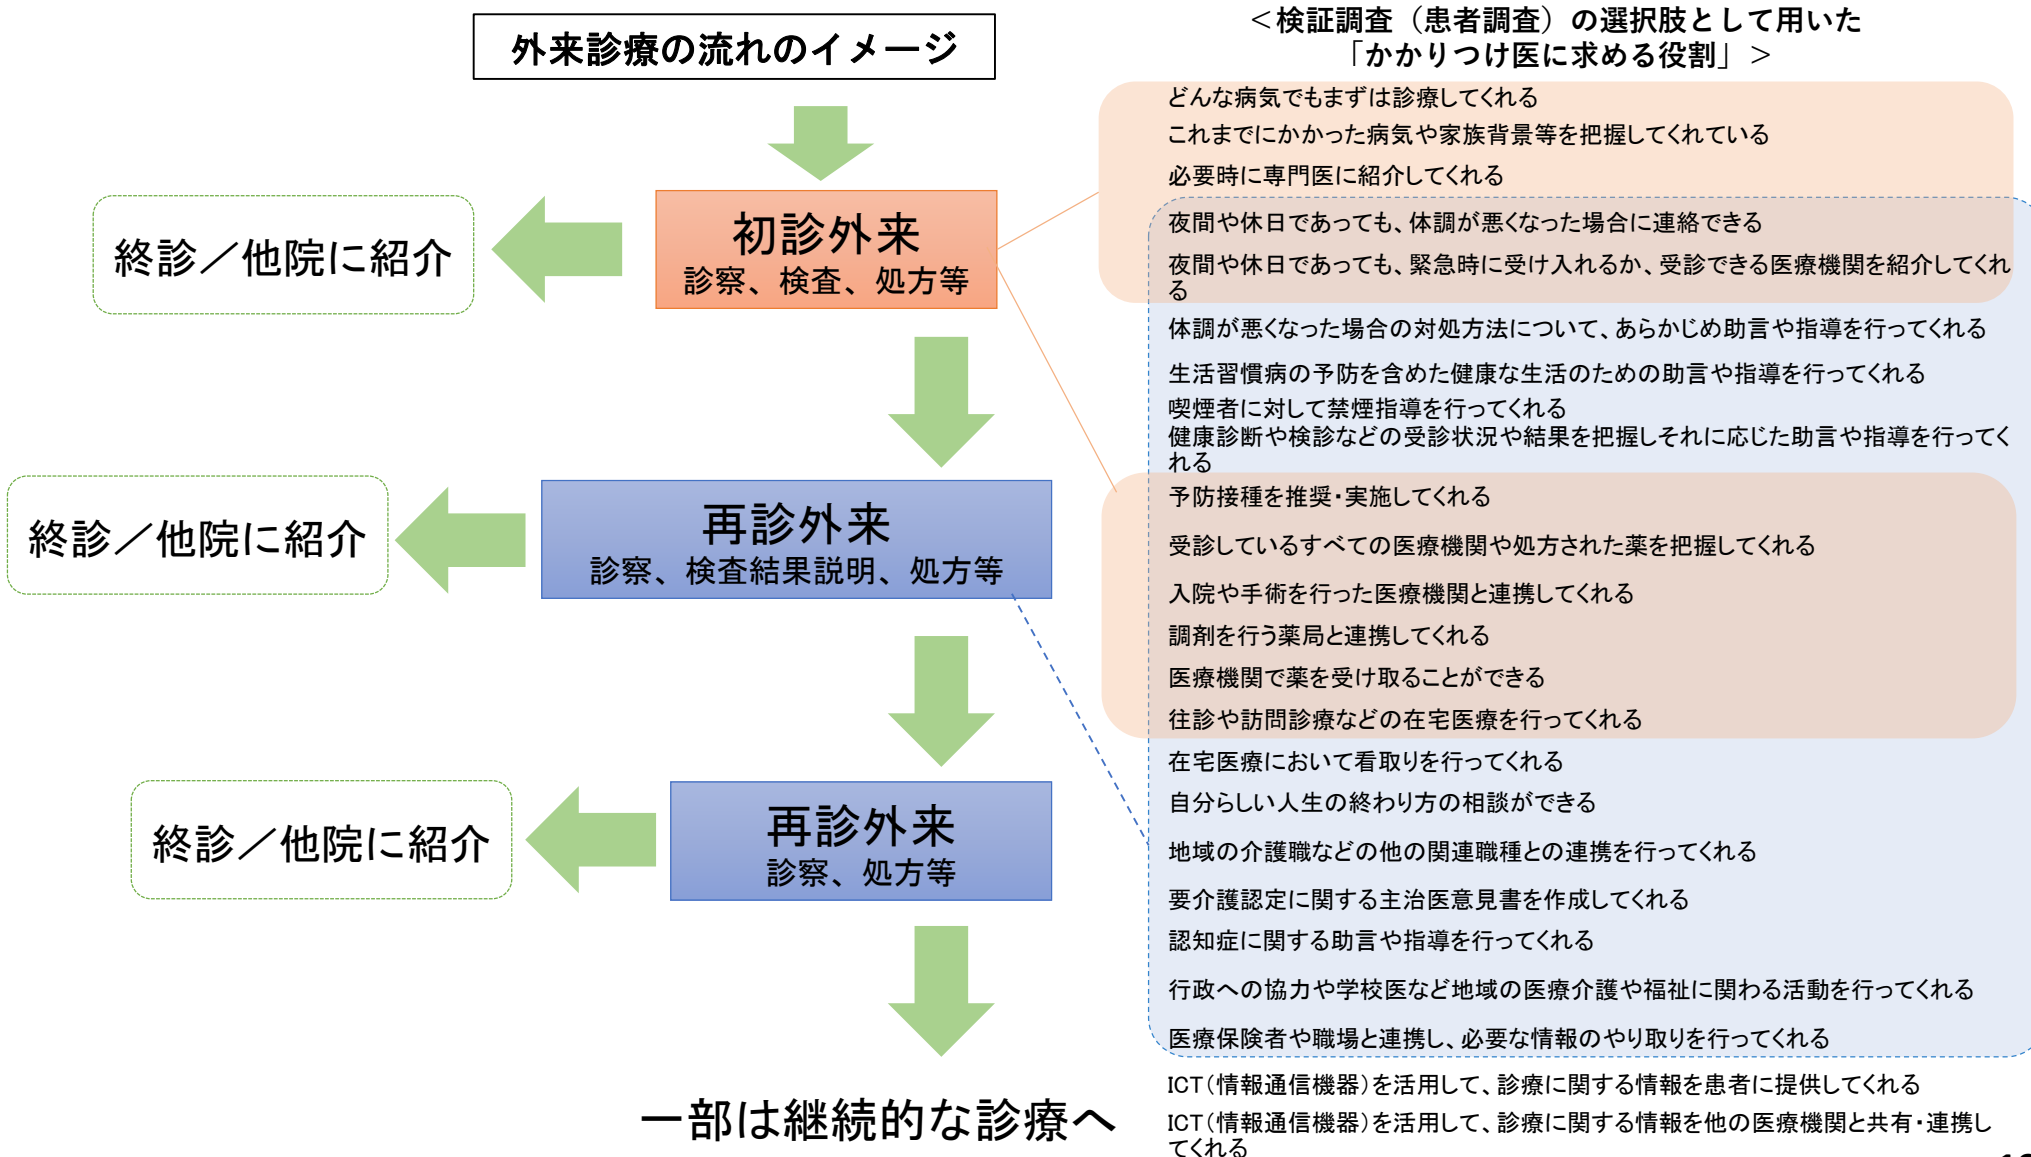 外来診療の流れのイメージ
初診外来
診察、検査、処方等
終診／他院に紹介
再診外来
診察、検査結果説明、処方等
終診／他院に紹介
再診外来
診察、処方等
終診／他院に紹介
一部は継続的な診療へ
＜検証調査（患者調査）の選択肢として用いた
「かかりつけ医に求める役割」＞
どんな病気でもまずは診療してくれる
これまでにかかった病気や家族背景等を把握してくれている
必要時に専門医に紹介してくれる
夜間や休日であっても、体調が悪くなった場合に連絡できる
夜間や休日であっても、緊急時に受け入れるか、受診できる医療機関を紹介してくれ
る
体調が悪くなった場合の対処方法について、あらかじめ助言や指導を行ってくれる
生活習慣病の予防を含めた健康な生活のための助言や指導を行ってくれる
喫煙者に対して禁煙指導を行ってくれる
健康診断や検診などの受診状況や結果を把握しそれに応じた助言や指導を行ってく
れる
予防接種を推奨・実施してくれる
受診しているすべての医療機関や処方された薬を把握してくれる
入院や手術を行った医療機関と連携してくれる
調剤を行う薬局と連携してくれる
医療機関で薬を受け取ることができる
往診や訪問診療などの在宅医療を行ってくれる
在宅医療において看取りを行ってくれる
自分らしい人生の終わり方の相談ができる
地域の介護職などの他の関連職種との連携を行ってくれる
要介護認定に関する主治医意見書を作成してくれる
認知症に関する助言や指導を行ってくれる
行政への協力や学校医など地域の医療介護や福祉に関わる活動を行ってくれる
医療保険者や職場と連携し、必要な情報のやり取りを行ってくれる
ICT（情報通信機器）を活用して、診療に関する情報を患者に提供してくれる
ICT（情報通信機器）を活用して、診療に関する情報を他の医療機関と共有・連携し
てくれる